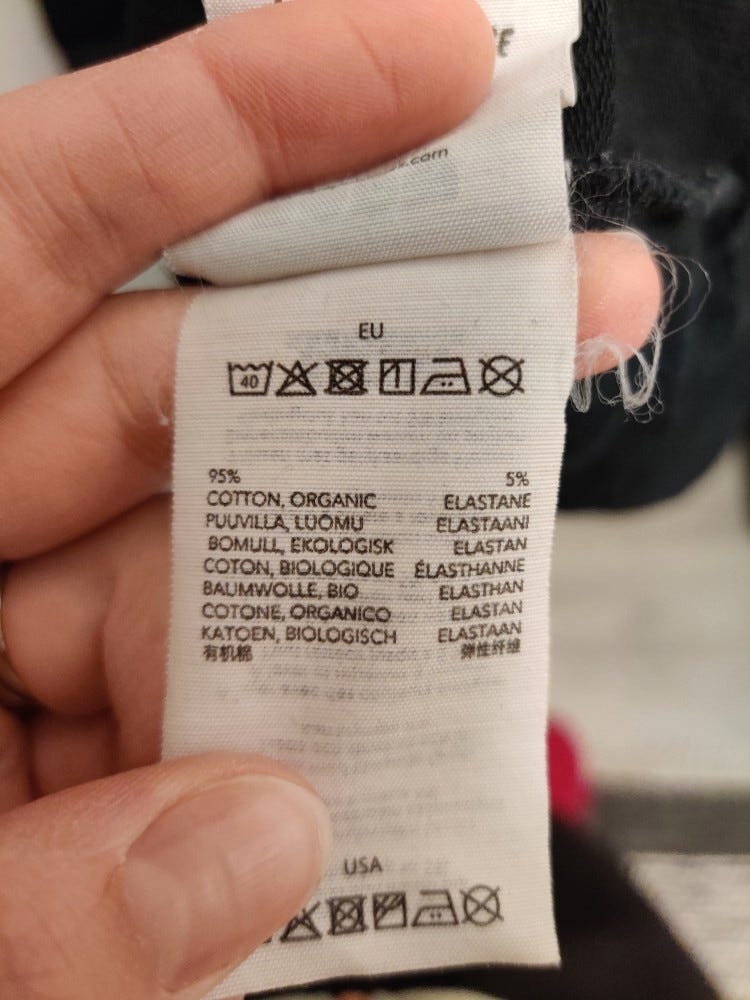 E
.com
EU
40
95% 5%
COTTON, ORGANIC ELASTANE
PUUVILLA, LUOMU ELASTAANI
BOMULL, EKOLOGISK ELASTAN
COTON, BIOLOGIQUE ÉLASTHANNE
BAUMWOLLE, BIO ELASTHAN
COTONE, ORGANICO ELASTAN
KATOEN, BIOLOGISCH ELASTAAN
有机棉 弹性纤维
USA